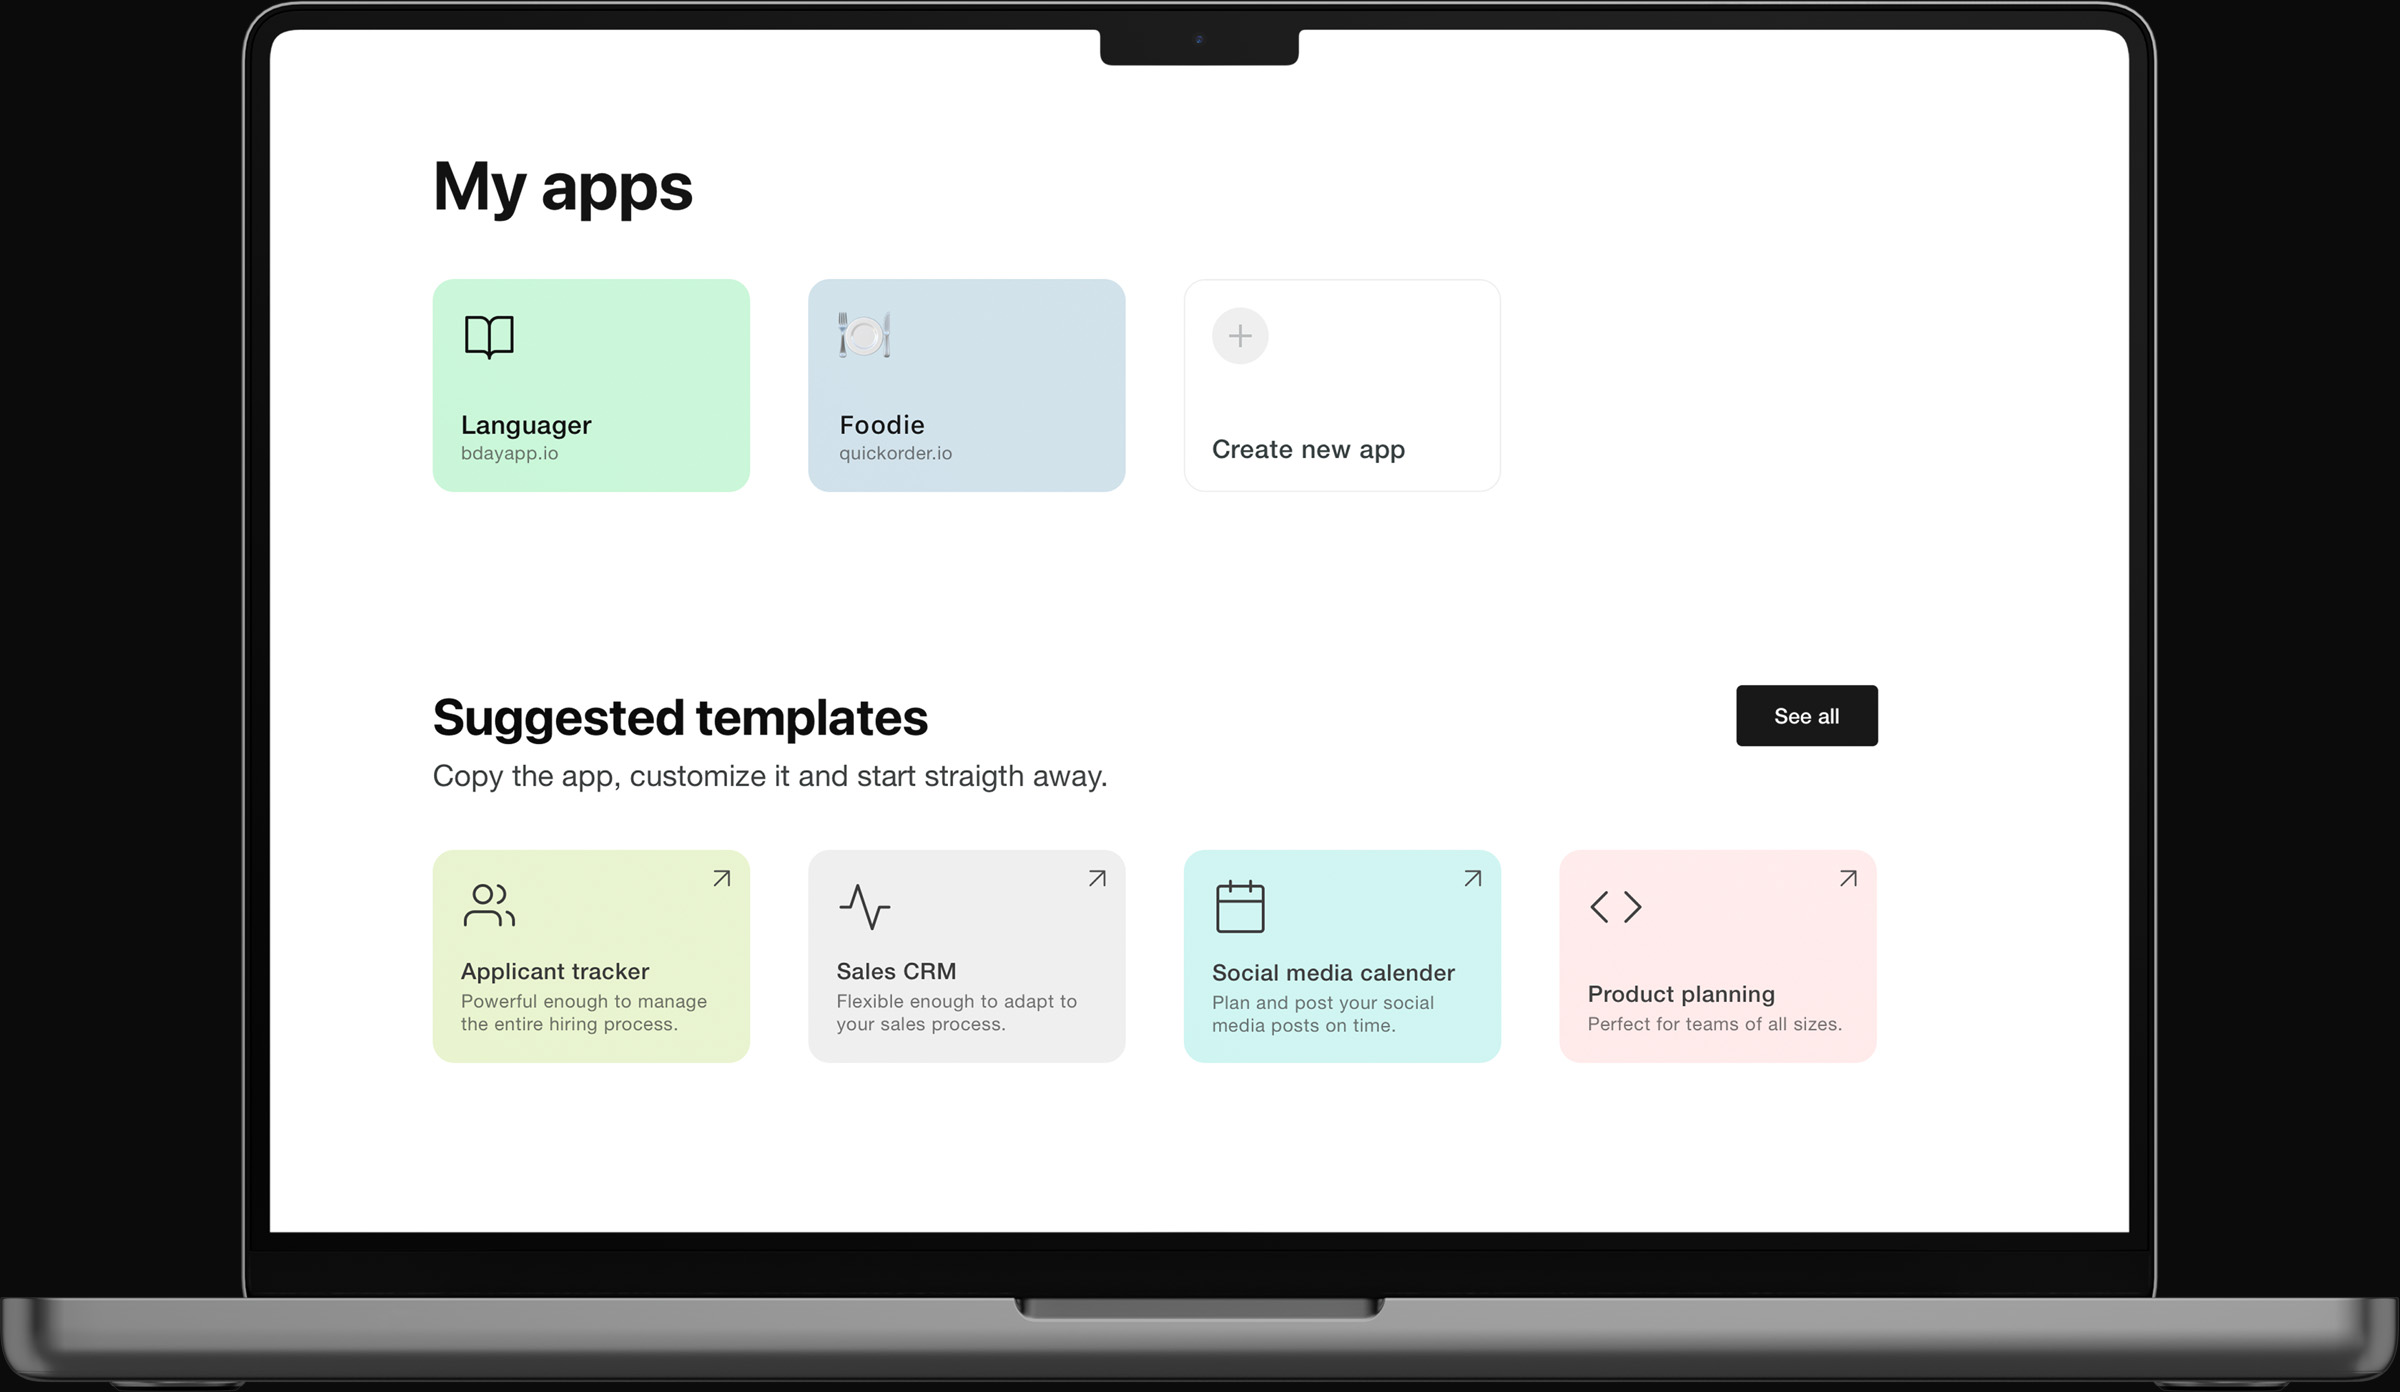 My apps
Languager
bdayapp.io
Foodie
quickorder.io
Create new app
Suggested templates
See all
Copy the app, customize it and start straigth away.
Applicant tracker
Powerful enough to manage
the entire hiring process.
Sales CRM
Flexible enough to adapt to
your sales process.
Social media calender
Plan and post your social
media posts on time.
Product planning
Perfect for teams of all sizes.